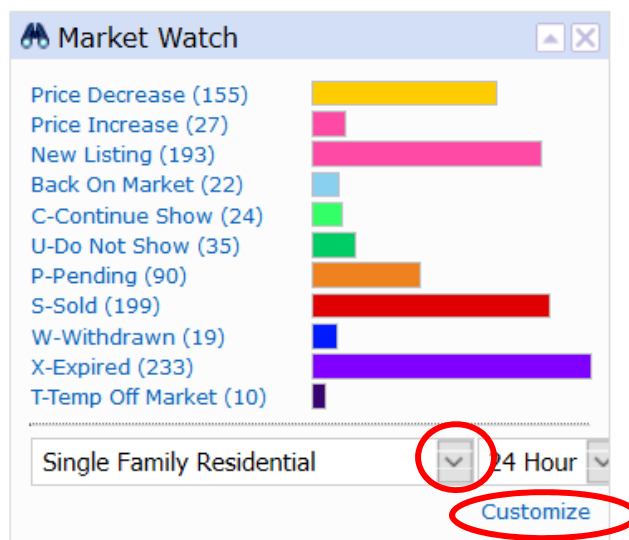 Market Watch
Price Decrease (155)
Price Increase (27)
New Listing (193)
Back On Market (22)
C-Continue Show (24)
U-Do Not Show (35)
P-Pending (90)
S-Sold (199)
W-Withdrawn (19)
X-Expired (233)
T-Temp Off Market (10)
Single Family Residential 24 Hour
Customize